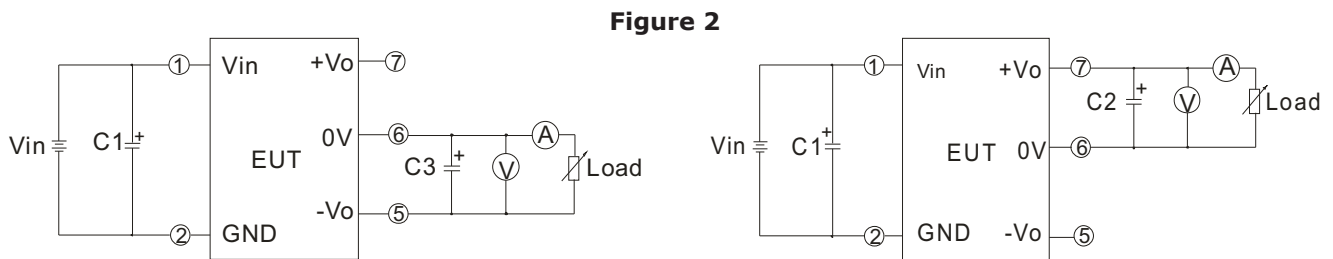 Figure 2
① Vin +Vo ⑦
Vin C1 + EUT 0V ⑥ + C3 V A Load
② GND -Vo ⑤
① Vin +Vo ⑦ + C2 V A Load
Vin C1 + EUT 0V ⑥
② GND -Vo ⑤